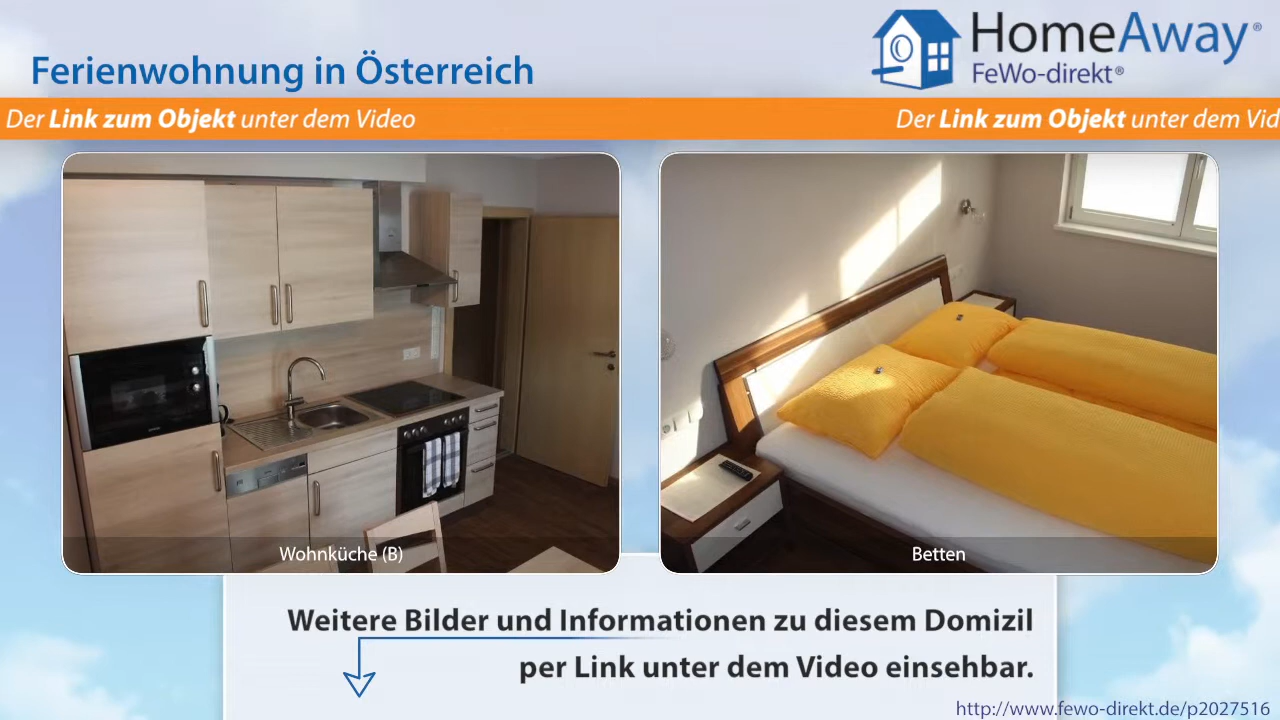 HomeAway®
FeWo-direkt®
Ferienwohnung in Österreich
Der Link zum Objekt unter dem Video
Der Link zum Objekt unter dem Vid
Wohnküche (B)
Betten
Weitere Bilder und Informationen zu diesem Domizil
per Link unter dem Video einsehbar.
http://www.fewo-direkt.de/p2027516